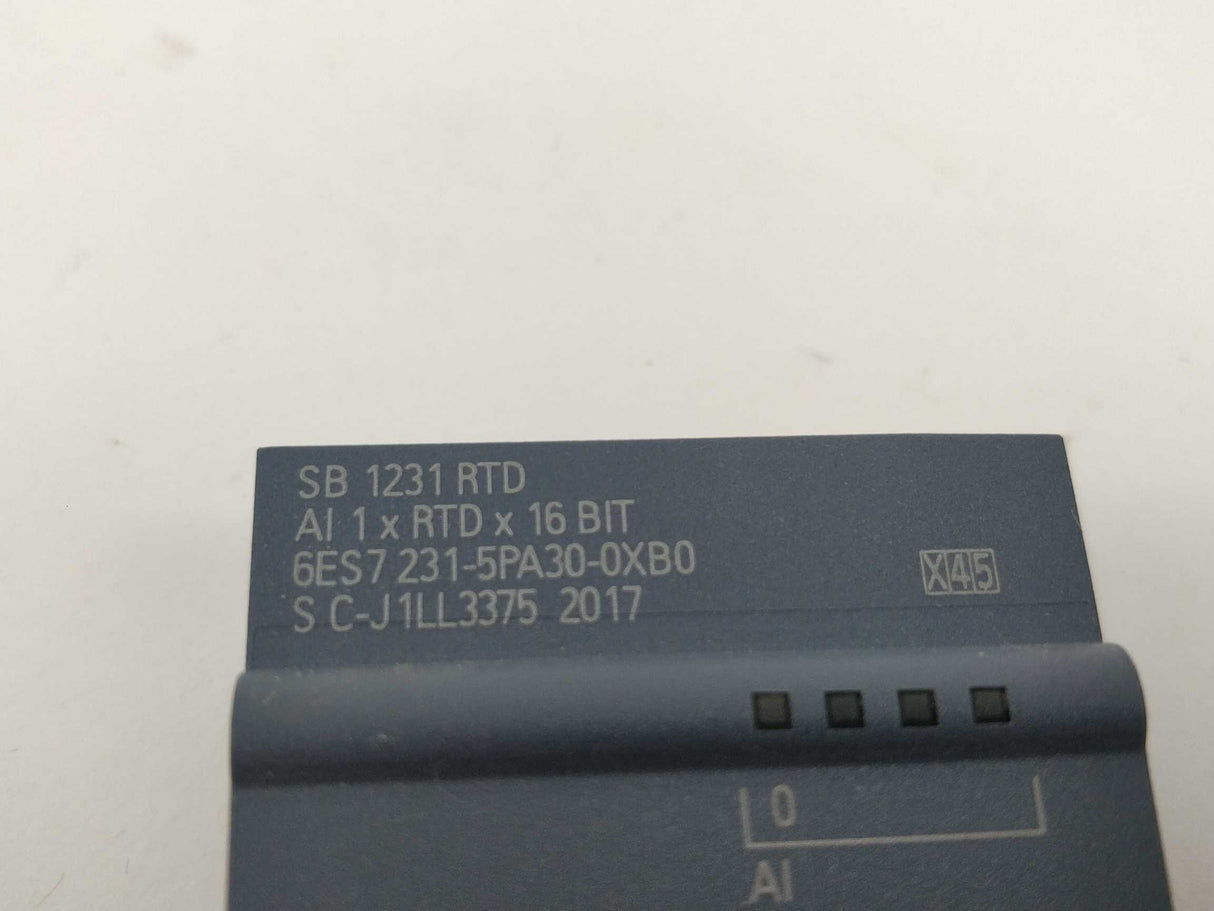 SB 1231 RTD
AI 1 x RTD x 16 BIT
6ES7 231-5PA30-0XB0
X45
S C-J1LL3375 2017
0
AI